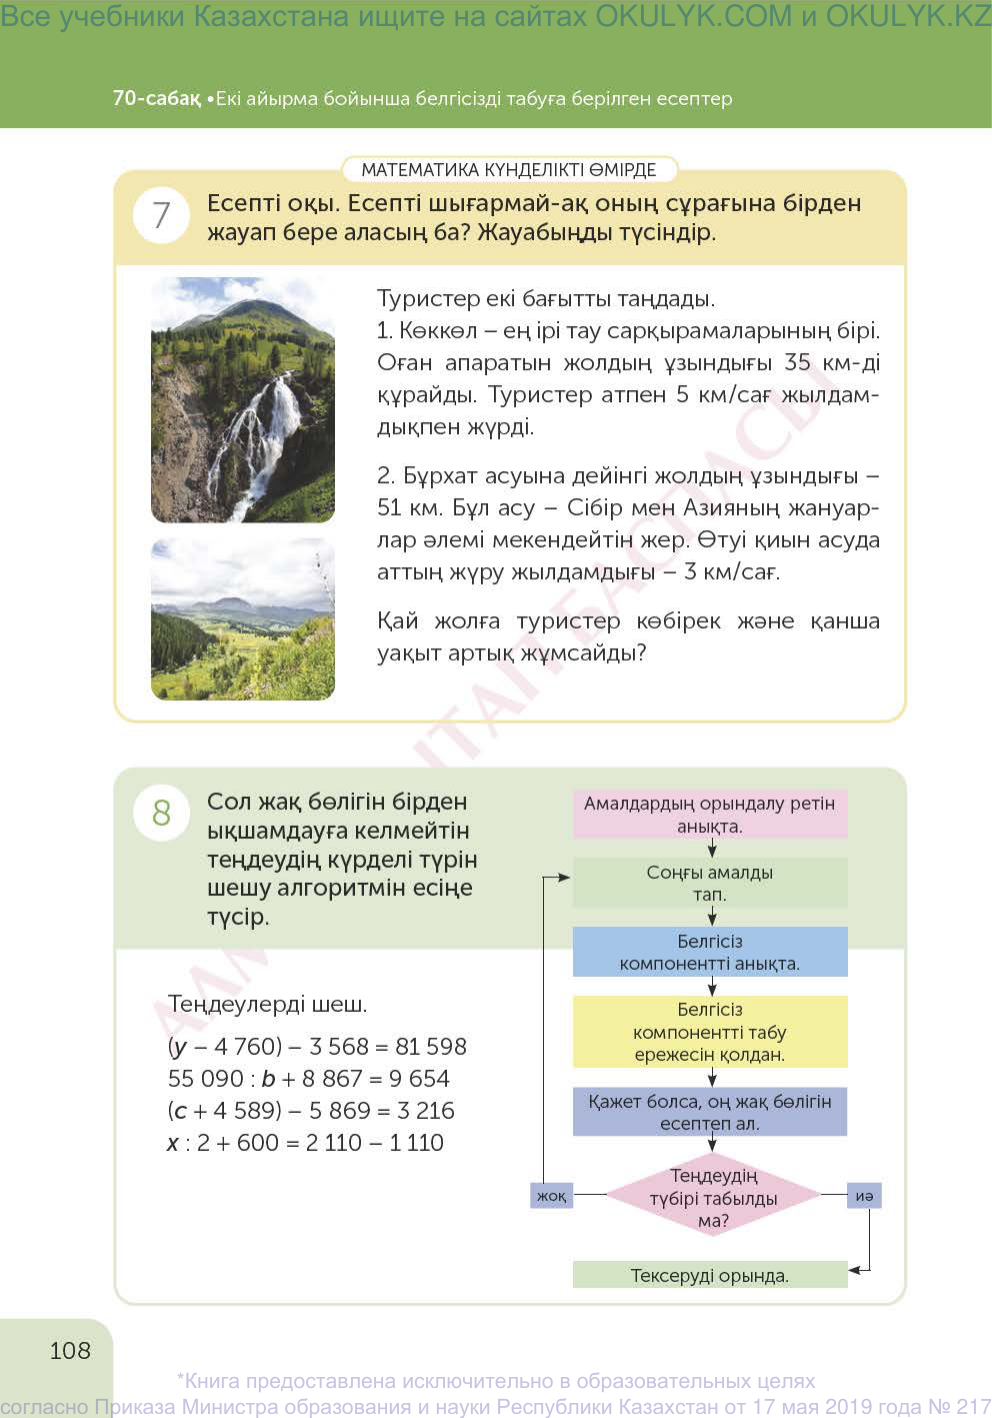 Все учебники Казахстана ищите на сайтах OKULYK.COM и OKULYK.KZ
70-сабақ •Екі айырма бойынша белгісізді табуға берілген есептер
МАТЕМАТИКА КҮНДЕЛІКТІ ӨМІРДЕ
7
Есепті оқы. Есепті шығармай-ақ оның сұрағына бірден
жауап бере аласың ба? Жауабыңды түсіндір.
Туристер екі бағытты таңдады.
1. Көккөл – ең ірі тау сарқырамаларының бірі.
Оған апаратын жолдың ұзындығы 35 км-ді
құрайды. Туристер атпен 5 км/сағ жылдам-
дықпен жүрді.
2. Бұрхат асуына дейінгі жолдың ұзындығы –
51 км. Бұл асу – Сібір мен Азияның жануар-
лар әлемі мекендейтін жер. Өтуі қиын асуда
аттың жүру жылдамдығы – 3 км/сағ.
Қай жолға туристер көбірек және қанша
уақыт артық жұмсайды?
8
Сол жақ бөлігін бірден
ықшамдауға келмейтін
теңдеудің күрделі түрін
шешу алгоритмін есіңе
түсір.
Теңдеулерді шеш.
(y – 4 760) – 3 568 = 81 598
55 090 : b + 8 867 = 9 654
(c + 4 589) – 5 869 = 3 216
x : 2 + 600 = 2 110 – 1 110
Амалдардың орындалу ретін
анықта.
Соңғы амалды
тап.
Белгісіз
компонентті анықта.
Белгісіз
компонентті табу
ережесін қолдан.
Қажет болса, оң жақ бөлігін
есептеп ал.
Теңдеудің
түбірі табылды
ма?
жоқ
иә
Тексеруді орында.
108
*Книга предоставлена исключительно в образовательных целях
согласно Приказа Министра образования и науки Республики Казахстан от 17 мая 2019 года № 217